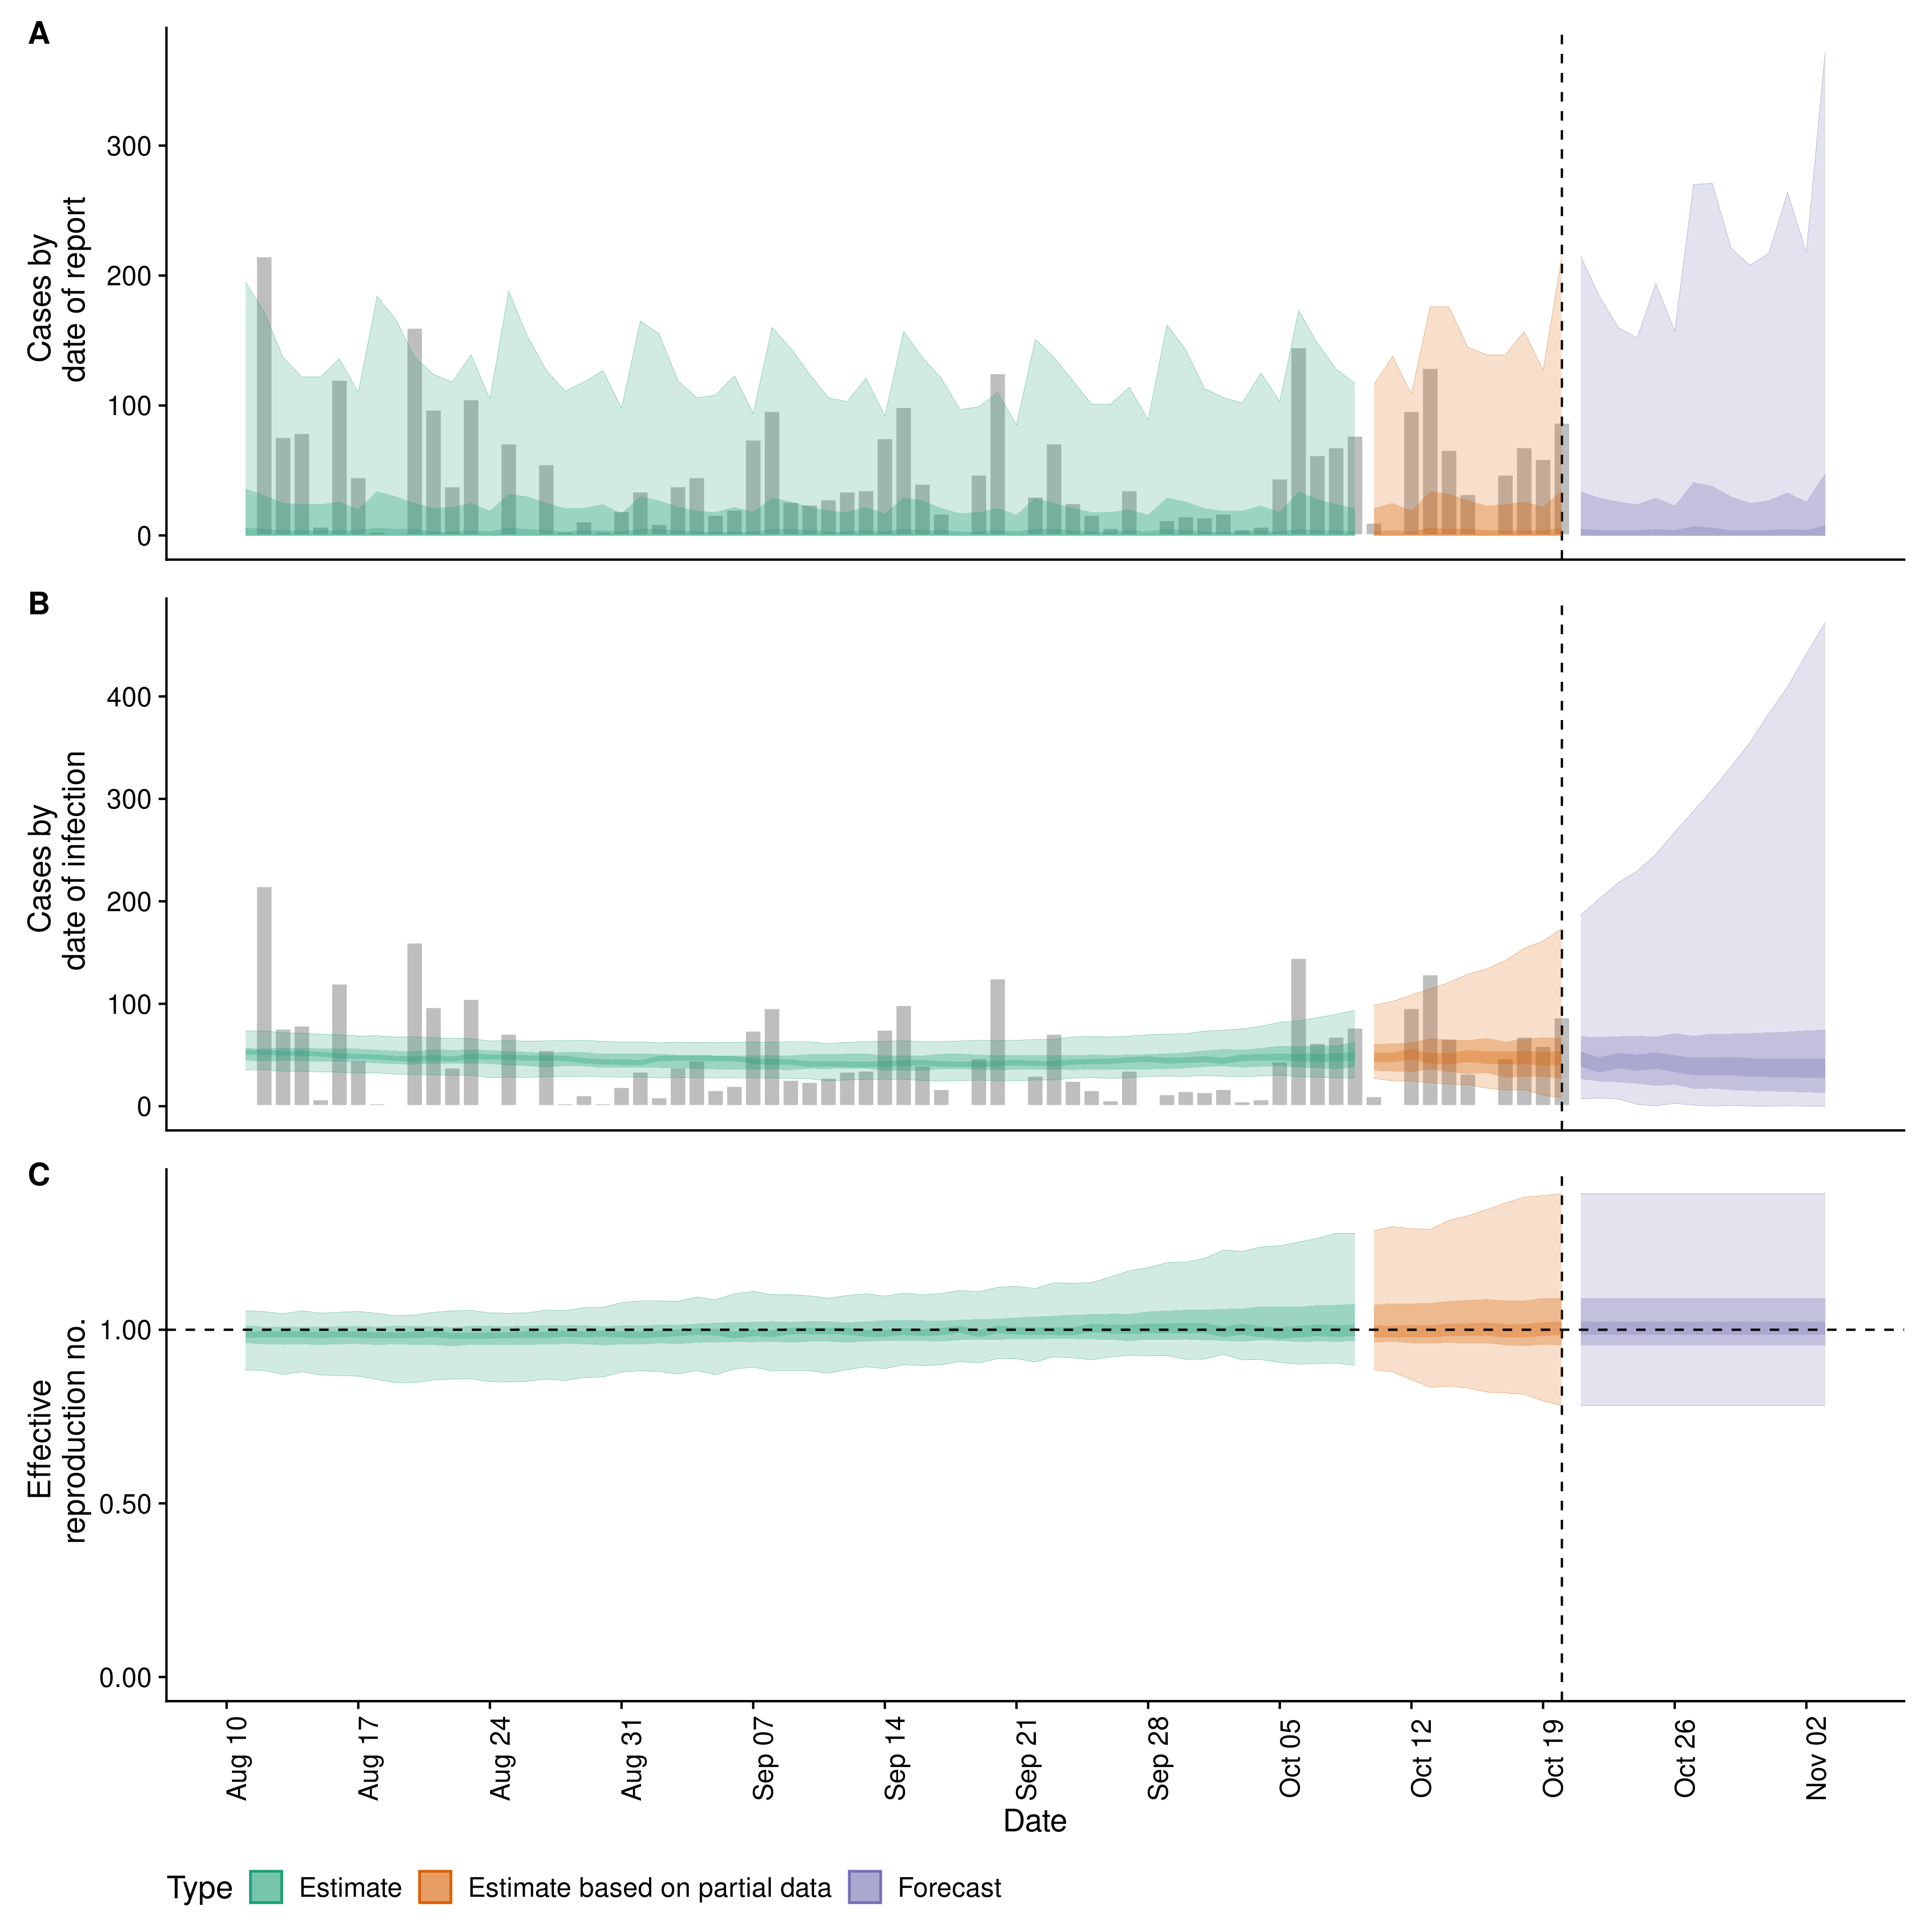 A
Cases by
date of report
300
200
100
0
B
Cases by
date of infection
400
300
200
100
0
C
Effective
reproduction no.
1.00
0.50
0.00
Aug 10
Aug 17
Aug 24
Aug 31
Sep 07
Sep 14
Sep 21
Sep 28
Oct 05
Oct 12
Oct 19
Oct 26
Nov 02
Date
Type Estimate Estimate based on partial data Forecast